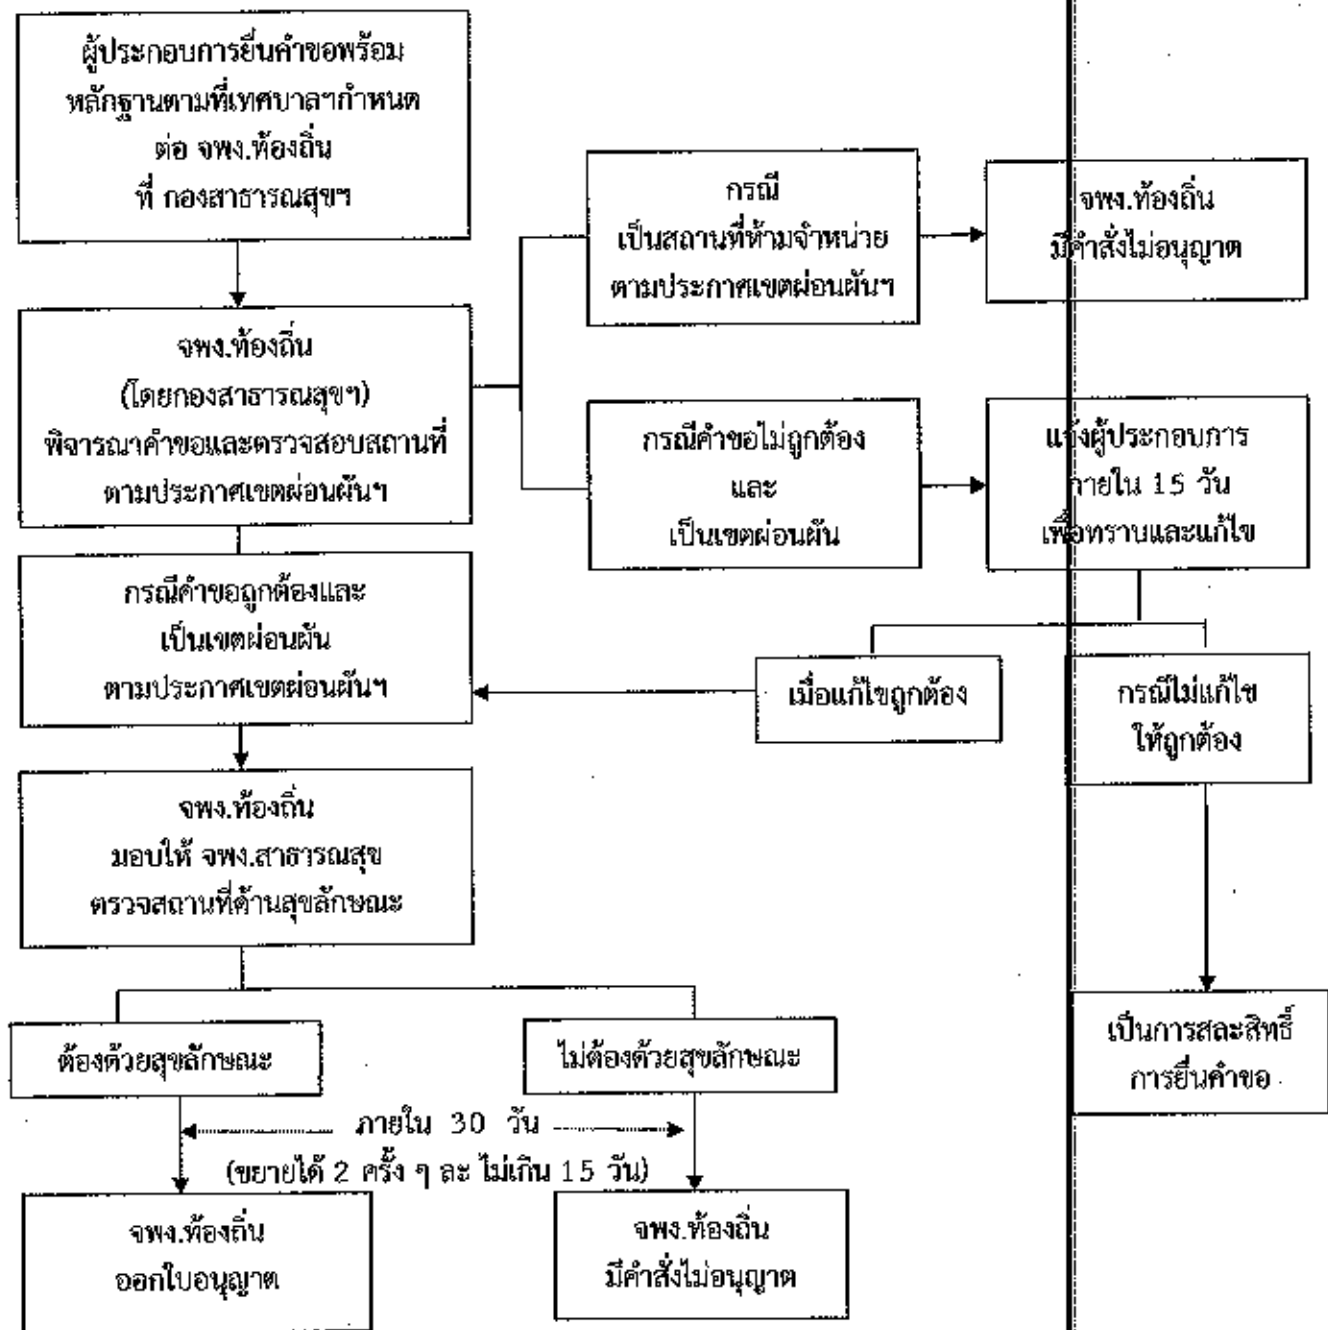 ผู้ประกอบการยื่นคำขอพร้อม
หลักฐานตามที่เทศบาลฯกำหนด
ต่อ จพง.ท้องถิ่น
ที่ กองสาธารณสุขฯ
กรณี
เป็นสถานที่ห้ามจำหน่าย
ตามประกาศเขตผ่อนผันฯ
จพง.ท้องถิ่น
มีคำสั่งไม่อนุญาต
จพง.ท้องถิ่น
(โดยกองสาธารณสุขฯ)
พิจารณาคำขอและตรวจสอบสถานที่
ตามประกาศเขตผ่อนผันฯ
กรณีคำขอไม่ถูกต้อง
และ
เป็นเขตผ่อนผัน
แจ้งผู้ประกอบการ
ภายใน 15 วัน
เพื่อทราบและแก้ไข
กรณีคำขอถูกต้องและ
เป็นเขตผ่อนผัน
ตามประกาศเขตผ่อนผันฯ
เมื่อแก้ไขถูกต้อง
กรณีไม่แก้ไข
ให้ถูกต้อง
จพง.ท้องถิ่น
มอบให้ จพง.สาธารณสุข
ตรวจสถานที่ด้านสุขลักษณะ
ต้องด้วยสุขลักษณะ
ไม่ต้องด้วยสุขลักษณะ
เป็นการสละสิทธิ์
การยื่นคำขอ
ภายใน 30 วัน
(ขยายได้ 2 ครั้ง ๆ ละ ไม่เกิน 15 วัน)
จพง.ท้องถิ่น
ออกใบอนุญาต
จพง.ท้องถิ่น
มีคำสั่งไม่อนุญาต